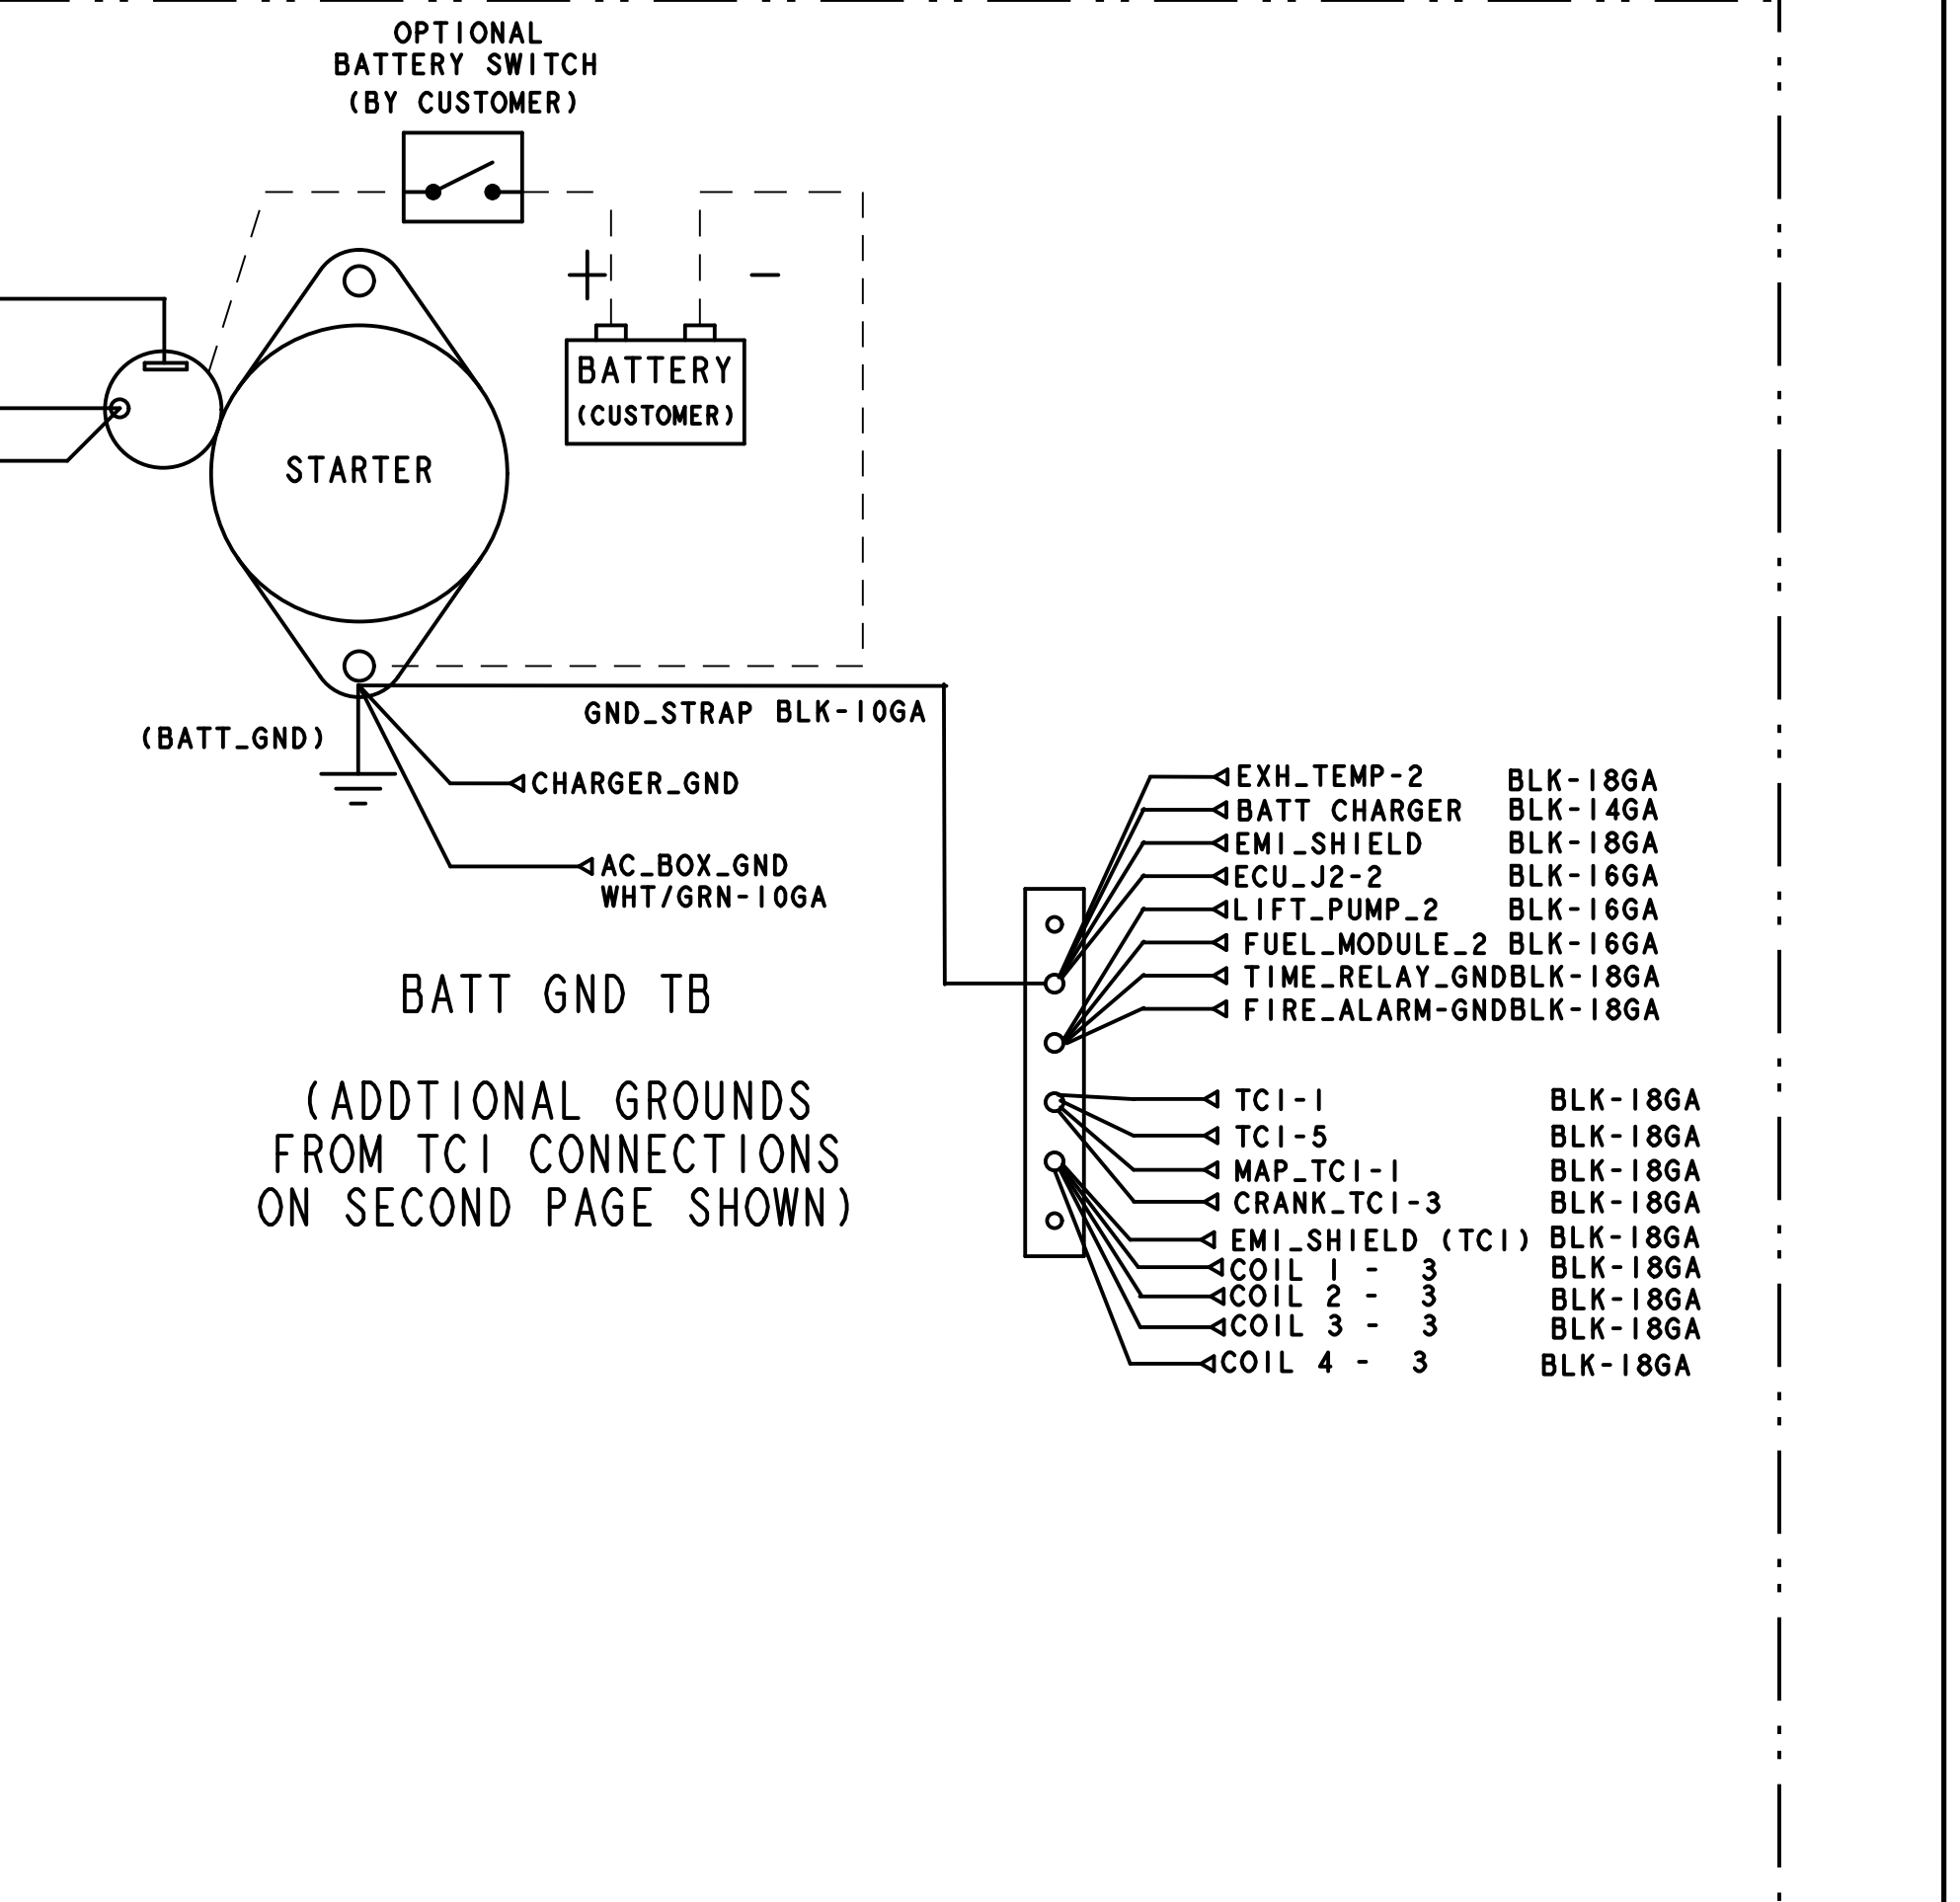 OPTIONAL
BATTERY SWITCH
(BY CUSTOMER)
+ -
BATTERY
(CUSTOMER)
STARTER
GND_STRAP BLK-10GA
(BATT_GND)
CHARGER_GND
AC_BOX_GND
WHT/GRN-10GA
BATT GND TB
(ADDTIONAL GROUNDS
FROM TCI CONNECTIONS
ON SECOND PAGE SHOWN)
EXH_TEMP-2 BLK-18GA
BATT CHARGER BLK-14GA
EMI_SHIELD BLK-18GA
ECU_J2-2 BLK-16GA
LIFT_PUMP_2 BLK-16GA
FUEL_MODULE_2 BLK-16GA
TIME_RELAY_GND BLK-18GA
FIRE_ALARM-GND BLK-18GA
TCI-1 BLK-18GA
TCI-5 BLK-18GA
MAP_TCI-1 BLK-18GA
CRANK_TCI-3 BLK-18GA
EMI_SHIELD (TCI) BLK-18GA
COIL 1 - 3 BLK-18GA
COIL 2 - 3 BLK-18GA
COIL 3 - 3 BLK-18GA
COIL 4 - 3 BLK-18GA